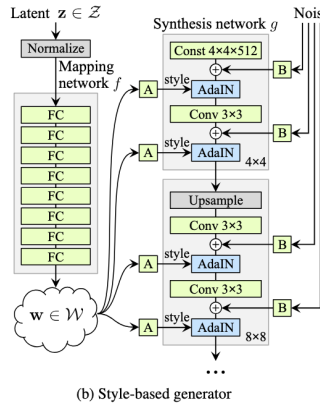 Latent z ∈ Z
Normalize
Mapping
network f
FC
FC
FC
FC
FC
FC
FC
FC
w ∈ W
Synthesis network g
Nois
Const 4×4×512
B
A
style
AdaIN
Conv 3×3
B
A
style
AdaIN
4×4
Upsample
Conv 3×3
B
A
style
AdaIN
Conv 3×3
B
A
style
AdaIN
8×8
...
(b) Style-based generator